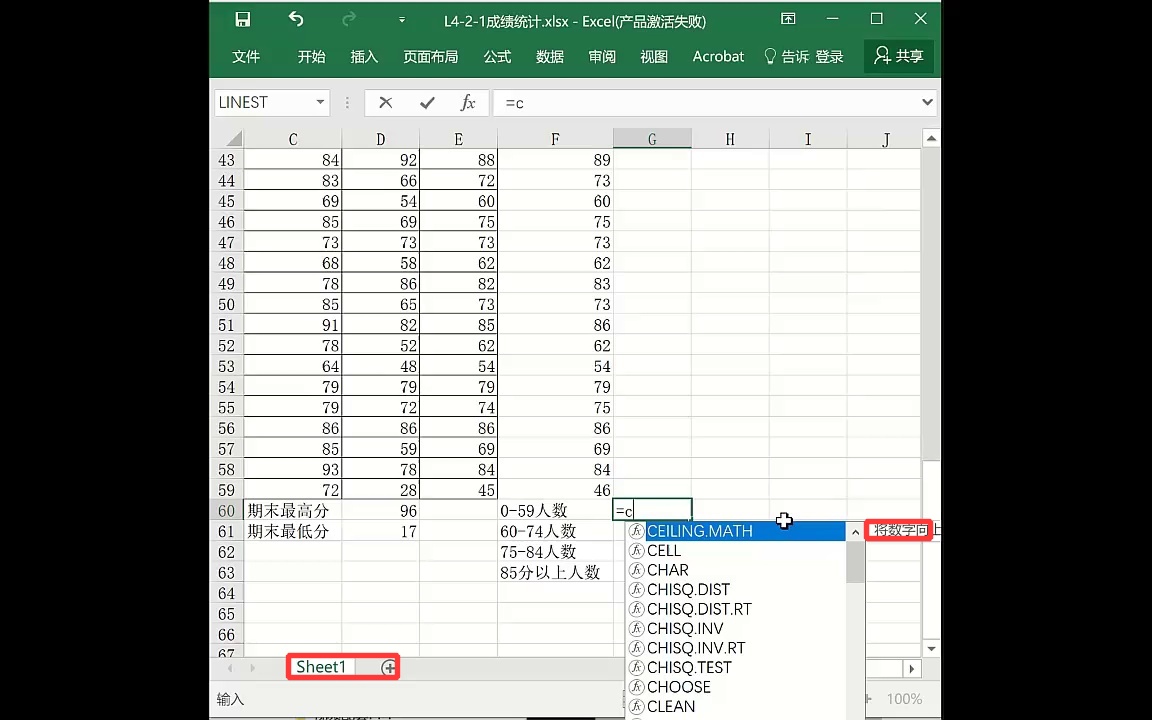 L4-2-1成绩统计.xlsx - Excel(产品激活失败)
文件 开始 插入 页面布局 公式 数据 审阅 视图 Acrobat 告诉 登录 共享
LINEST fx =c
C D E F G H I J
43 84 92 88 89
44 83 66 72 73
45 69 54 60 60
46 85 69 75 75
47 73 73 73 73
48 68 58 62 62
49 78 86 82 83
50 85 65 73 73
51 91 82 85 86
52 78 52 62 62
53 64 48 54 54
54 79 79 79 79
55 79 72 74 75
56 86 86 86 86
57 85 59 69 69
58 93 78 84 84
59 72 28 45 46
60 期末最高分 96 0-59人数 =c
61 期末最低分 17 60-74人数 CEILING.MATH 将数字向上
62 75-84人数 CELL
63 85分以上人数 CHAR
64 CHISQ.DIST
65 CHISQ.DIST.RT
66 CHISQ.INV
67 CHISQ.INV.RT
Sheet1 CHISQ.TEST
CHOOSE
输入 CLEAN 100%